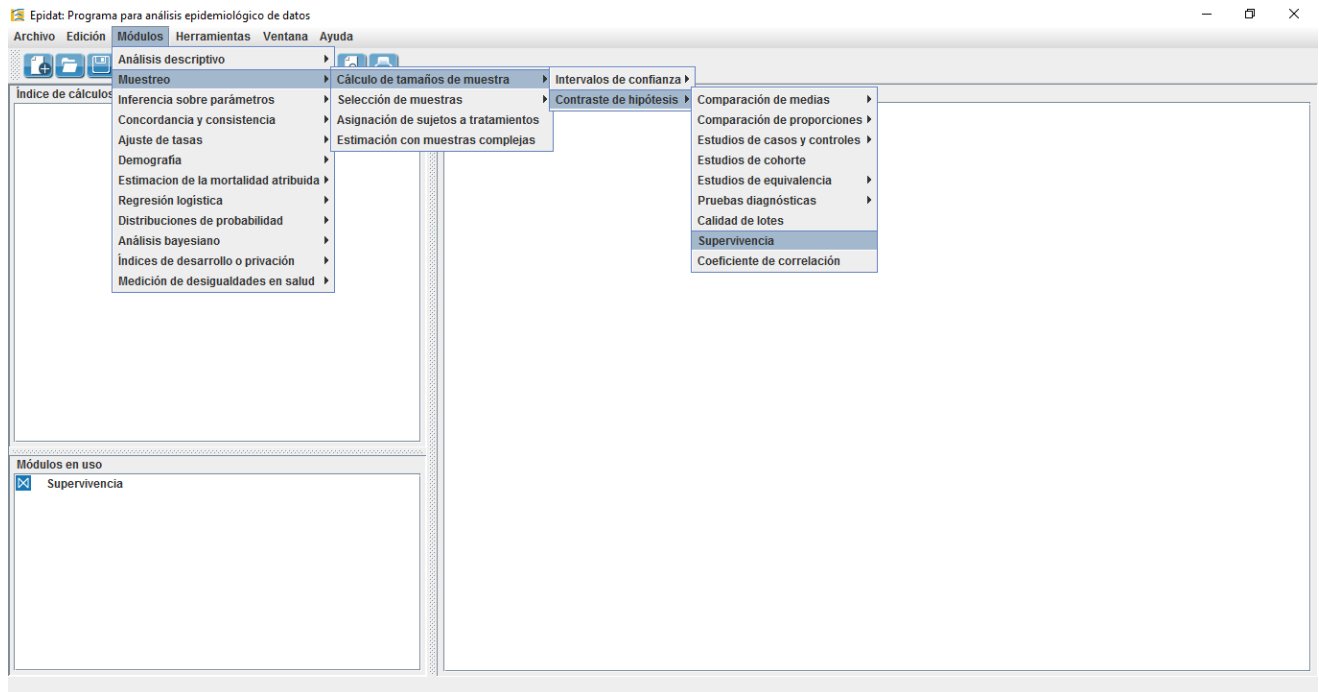 Epidat: Programa para análisis epidemiológico de datos
Archivo Edición Módulos Herramientas Ventana Ayuda
Índice de cálculos
Análisis descriptivo
Muestreo
Inferencia sobre parámetros
Concordancia y consistencia
Ajuste de tasas
Demografía
Estimacion de la mortalidad atribuida
Regresión logística
Distribuciones de probabilidad
Análisis bayesiano
Índices de desarrollo o privación
Medición de desigualdades en salud
Cálculo de tamaños de muestra
Selección de muestras
Asignación de sujetos a tratamientos
Estimación con muestras complejas
Intervalos de confianza
Contraste de hipótesis
Comparación de medias
Comparación de proporciones
Estudios de casos y controles
Estudios de cohorte
Estudios de equivalencia
Pruebas diagnósticas
Calidad de lotes
Supervivencia
Coeficiente de correlación
Módulos en uso
Supervivencia